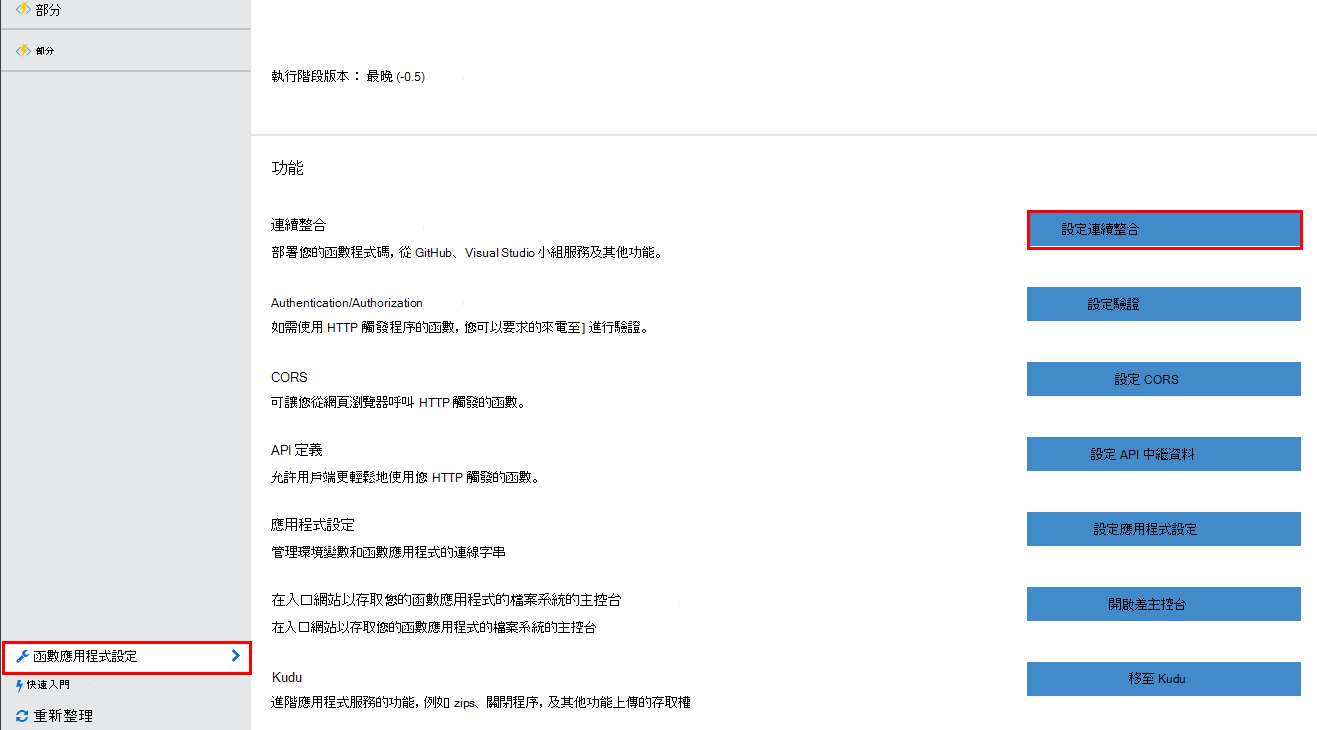 部分
部分
執行階段版本： 最晚 (-0.5)
功能
連續整合
設定連續整合
部署您的函數程式碼, 從 GitHub、Visual Studio 小組服務及其他功能。
Authentication/Authorization
設定驗證
如需使用 HTTP 觸發程序的函數, 您可以要求的來電至] 進行驗證。
CORS
設定 CORS
可讓您從網頁瀏覽器呼叫 HTTP 觸發的函數。
API 定義
設定 API 中繼資料
允許用戶端更輕鬆地使用您 HTTP 觸發的函數。
應用程式設定
設定應用程式設定
管理環境變數和函數應用程式的連線字串
在入口網站以存取您的函數應用程式的檔案系統的主控台
開啟差主控台
在入口網站以存取您的函數應用程式的檔案系統的主控台
函數應用程式設定
Kudu
移至 Kudu
快速入門
進階應用程式服務的功能, 例如 zips、關閉程序, 及其他功能上傳的存取權
重新整理